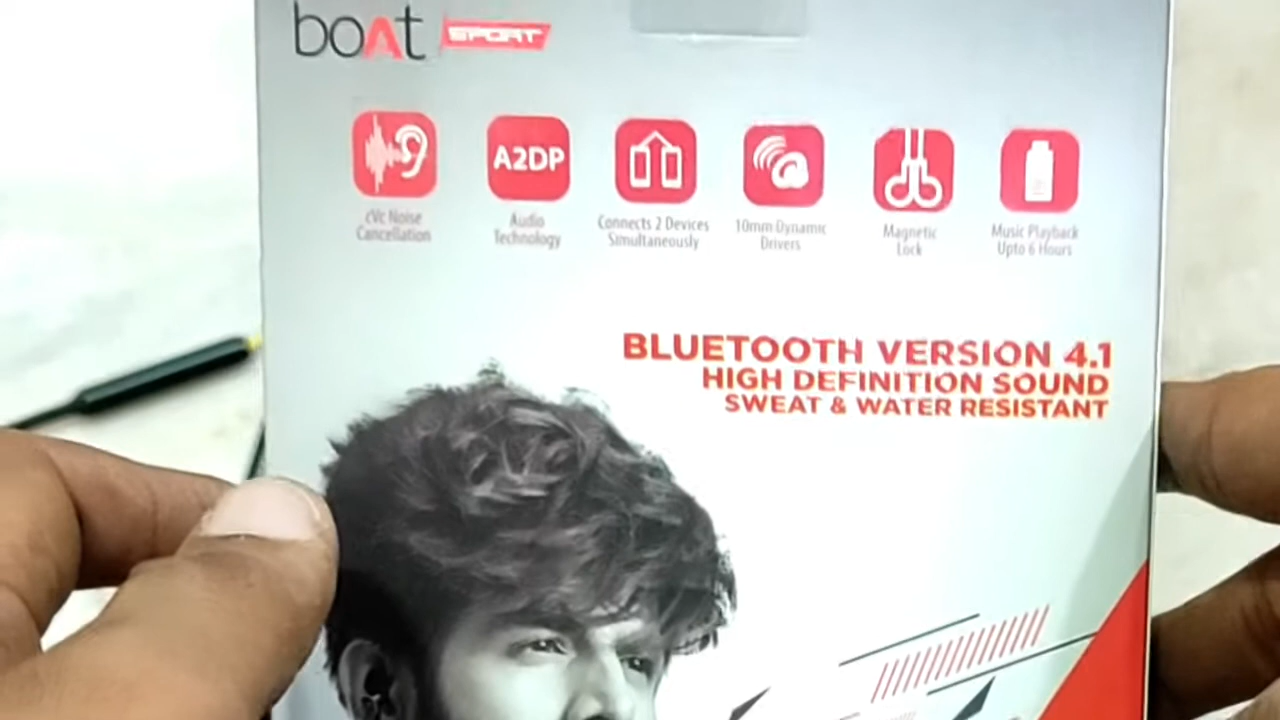 boAt SPORT
A2DP
cVc Noise
Cancellation
Audio
Technology
Connects 2 Devices
Simultaneously
10mm Dynamic
Drivers
Magnetic
Lock
Music Playback
Upto 6 Hours
BLUETOOTH VERSION 4.1
HIGH DEFINITION SOUND
SWEAT & WATER RESISTANT